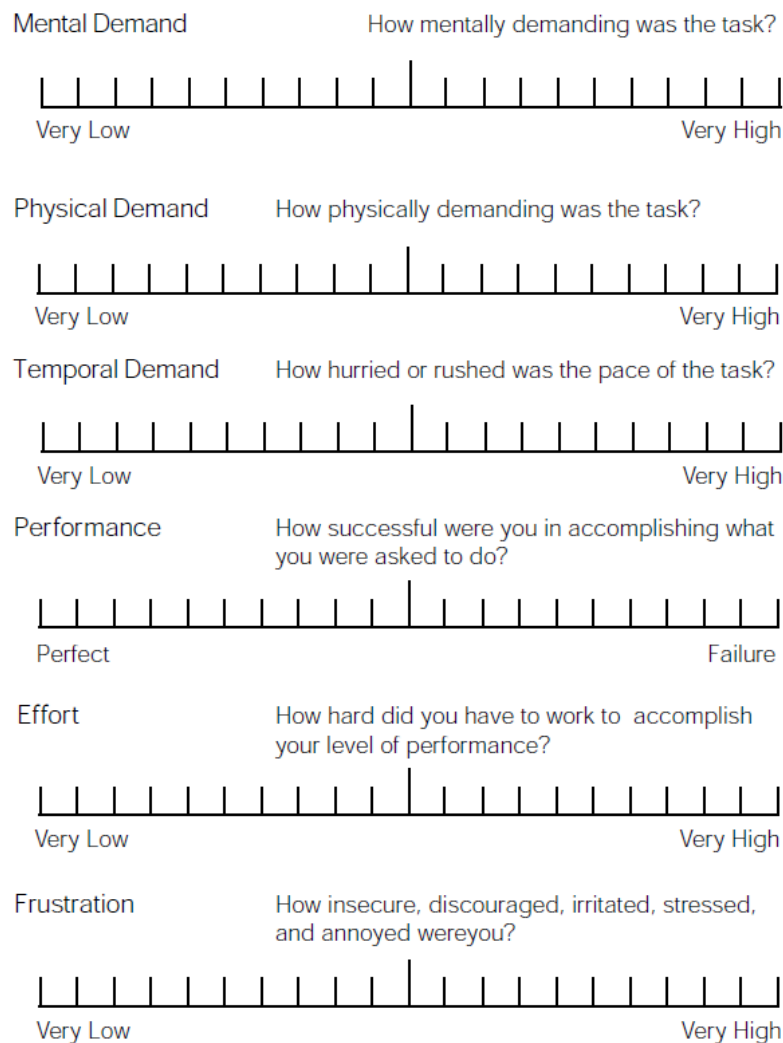 Mental Demand How mentally demanding was the task?
Very Low Very High
Physical Demand How physically demanding was the task?
Very Low Very High
Temporal Demand How hurried or rushed was the pace of the task?
Very Low Very High
Performance How successful were you in accomplishing what
you were asked to do?
Perfect Failure
Effort How hard did you have to work to accomplish
your level of performance?
Very Low Very High
Frustration How insecure, discouraged, irritated, stressed,
and annoyed wereyou?
Very Low Very High